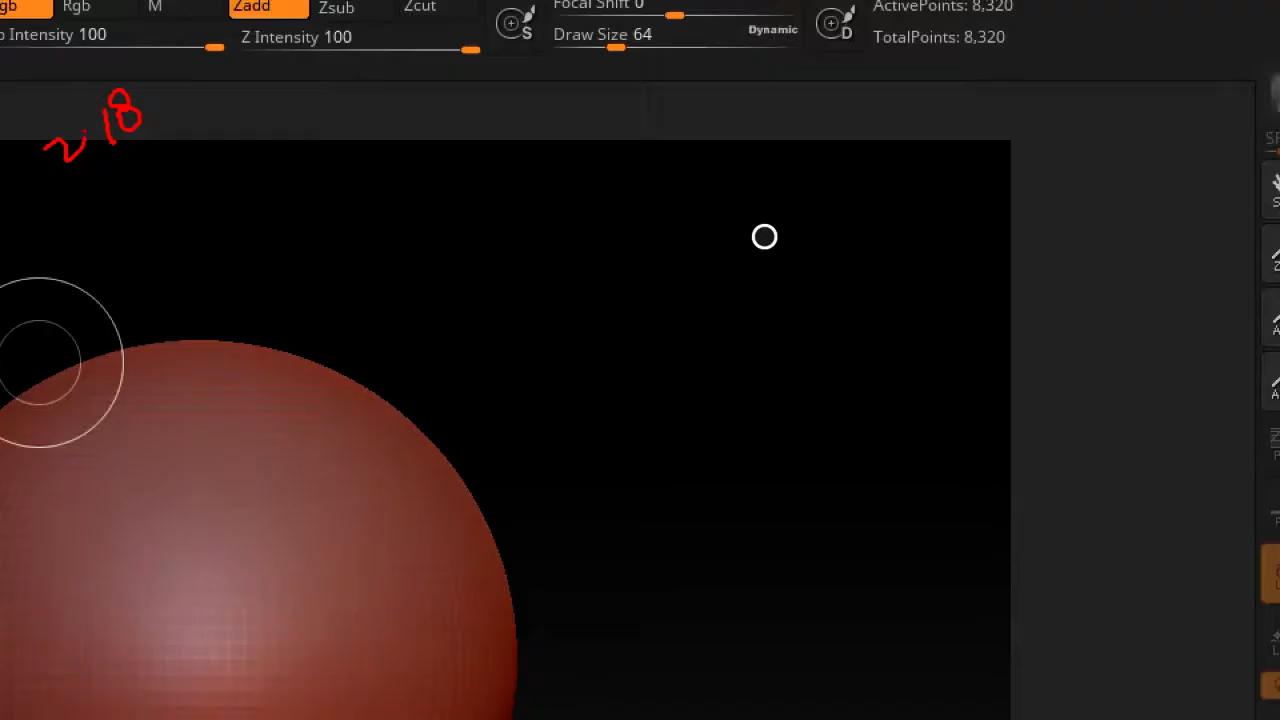 gb Rgb M Zadd Zsub Zcut S Focal Shift 0 D ActivePoints: 8,320
Intensity 100 Z Intensity 100 Draw Size 64 Dynamic TotalPoints: 8,320
2.18